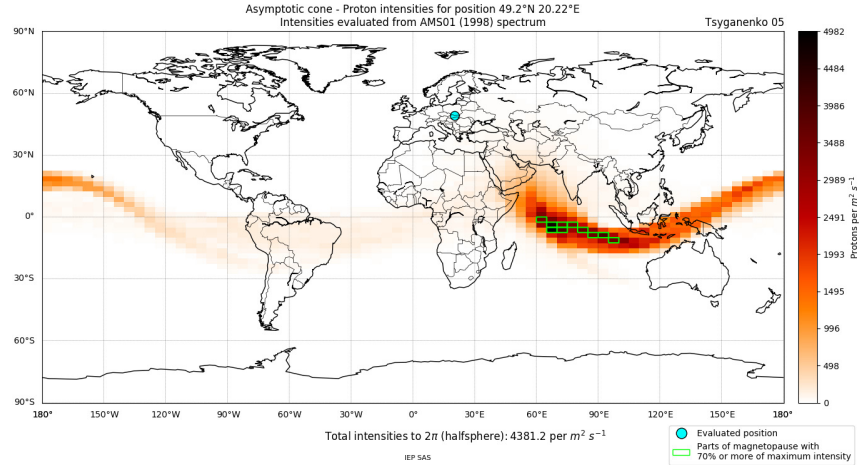 Asymptotic cone - Proton intensities for position 49.2°N 20.22°E
Intensities evaluated from AMS01 (1998) spectrum
Tsyganenko 05
90°N
60°N
30°N
0°
30°S
60°S
90°S
180° 150°W 120°W 90°W 60°W 30°W 0° 30°E 60°E 90°E 120°E 150°E 180°
4982
4484
3986
3488
2989
2491
1993
1495
996
498
0
Protons per m² s⁻¹
Total intensities to 2π (halfsphere): 4381.2 per m² s⁻¹
IEP SAS
Evaluated position
Parts of magnetopause with
70% or more of maximum intensity